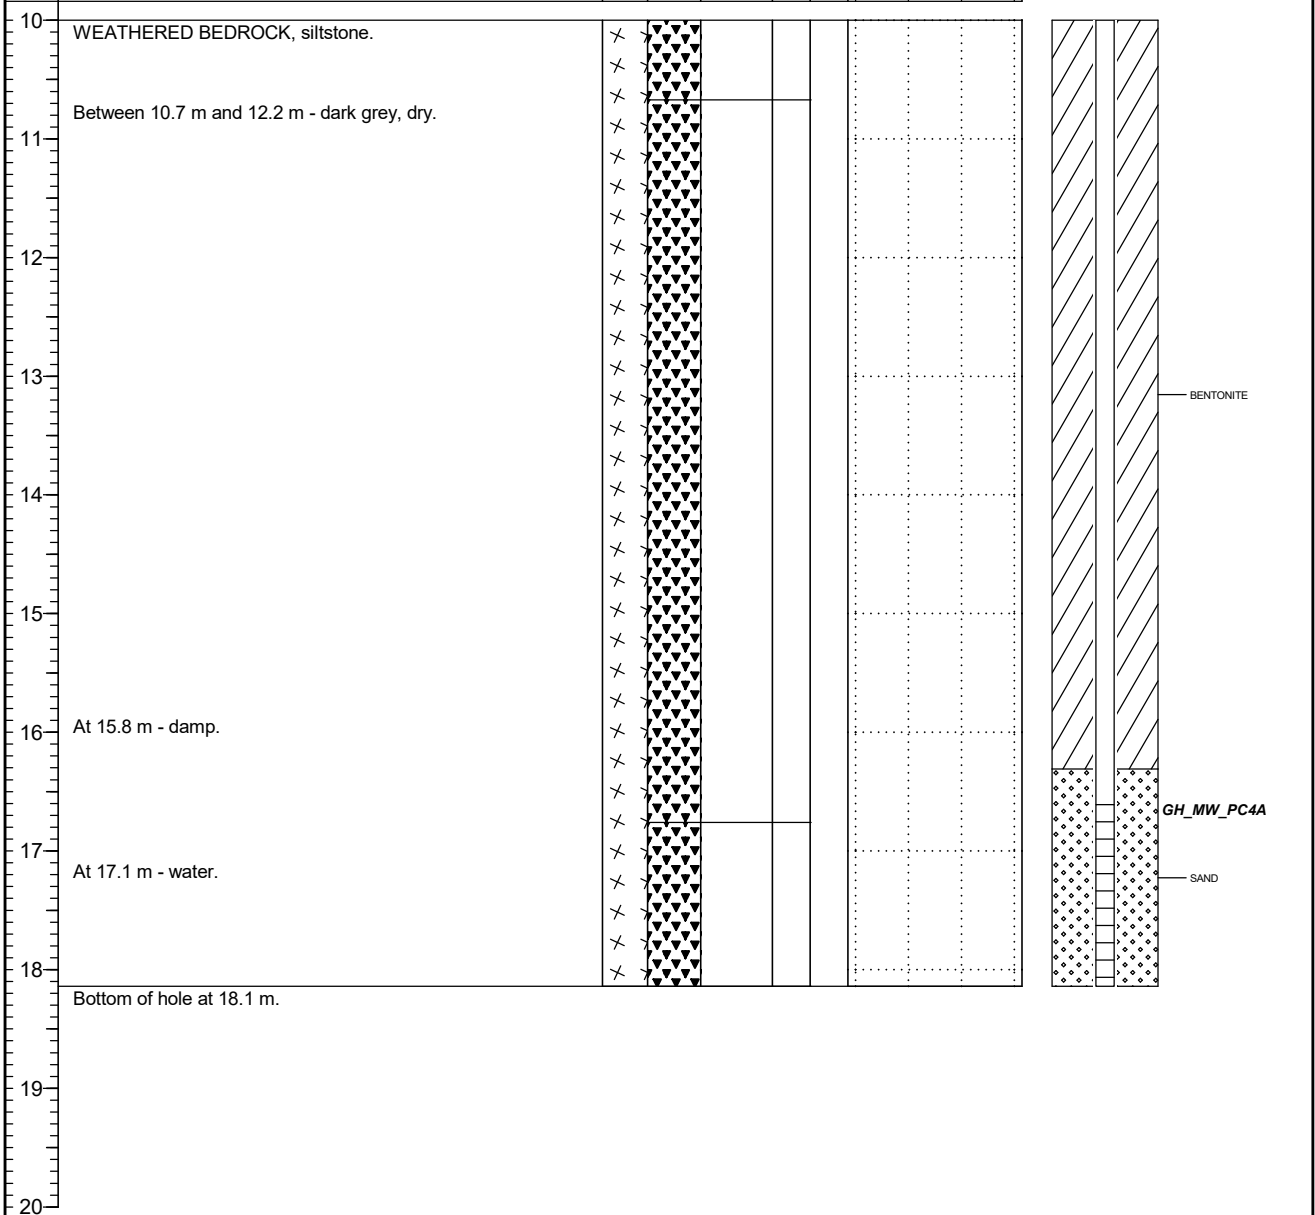 10
WEATHERED BEDROCK, siltstone.
Between 10.7 m and 12.2 m - dark grey, dry.
11
12
13
BENTONITE
14
15
At 15.8 m - damp.
16
GH_MW_PC4A
17
At 17.1 m - water.
SAND
18
Bottom of hole at 18.1 m.
19
20